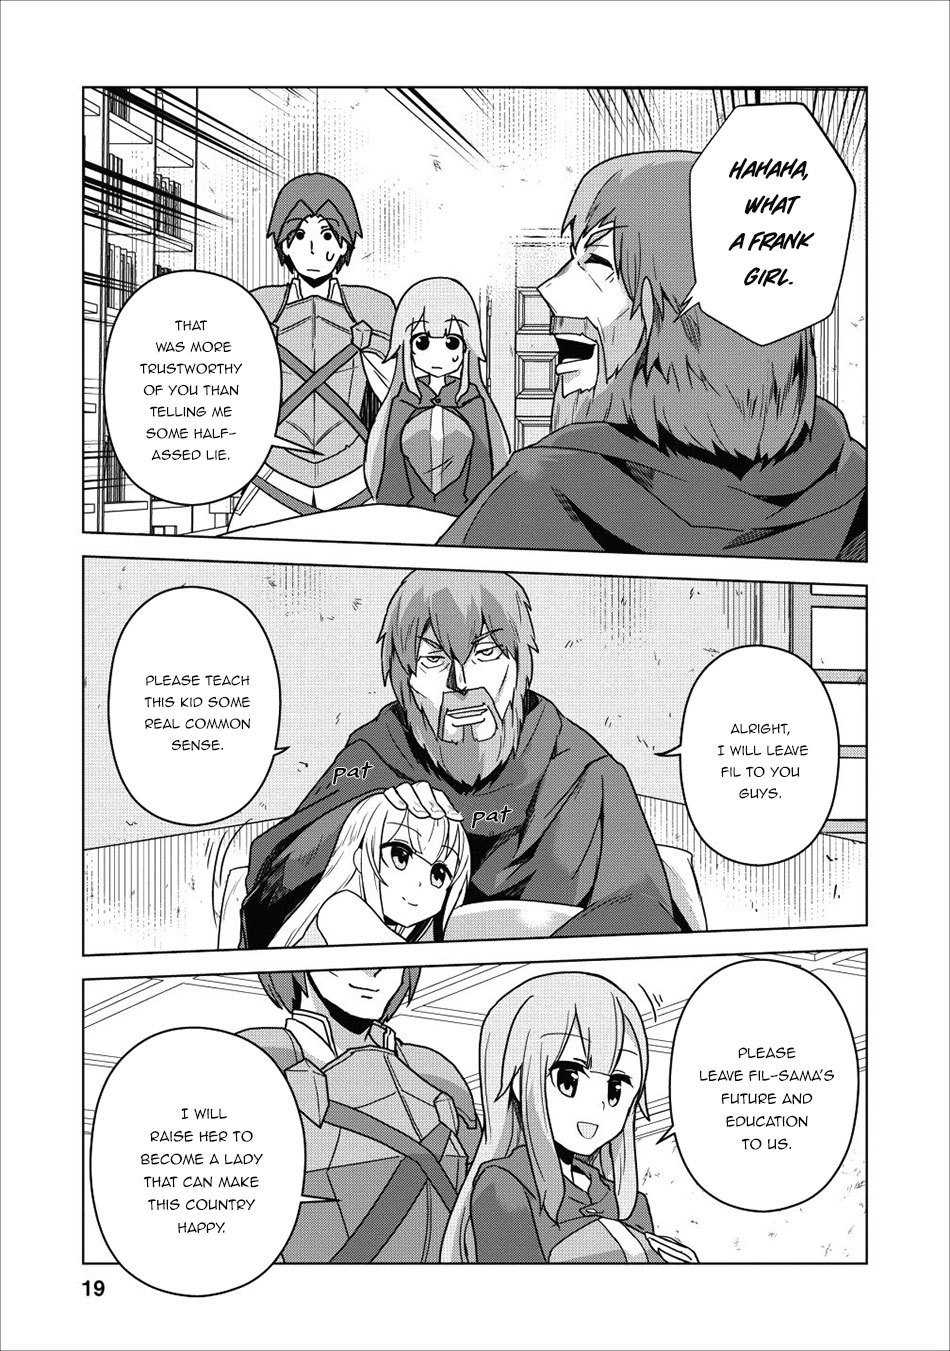 HAHAHA,
WHAT
A FRANK
GIRL.
THAT
WAS MORE
TRUSTWORTHY
OF YOU THAN
TELLING ME
SOME HALF-
ASSED LIE.
ALRIGHT,
I WILL LEAVE
FIL TO YOU
GUYS.
pat
pat
PLEASE TEACH
THIS KID SOME
REAL COMMON
SENSE.
PLEASE
LEAVE FIL-SAMA'S
FUTURE AND
EDUCATION
TO US.
I WILL
RAISE HER TO
BECOME A LADY
THAT CAN MAKE
THIS COUNTRY
HAPPY.
19